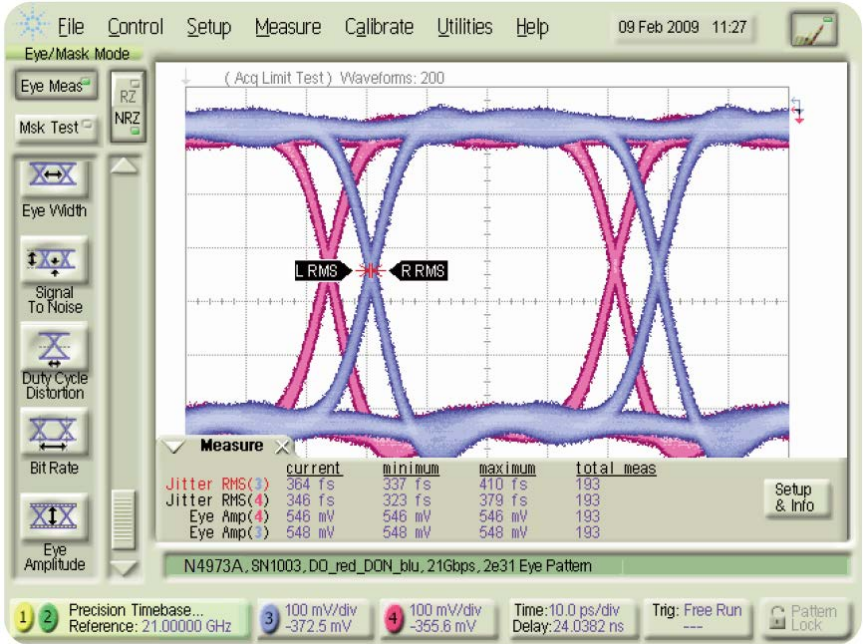 File Control Setup Measure Calibrate Utilities Help 09 Feb 2009 11:27
Eye/Mask Mode
Eye Meas
RZ
NRZ
Msk Test
( Acq Limit Test ) Waveforms: 200
Eye Width
Signal
To Noise
Duty Cycle
Distortion
Bit Rate
Eye
Amplitude
L RMS
R RMS
Measure
current minimum maximum total meas
Jitter RMS(3) 364 fs 337 fs 410 fs 193
Jitter RMS(4) 346 fs 323 fs 379 fs 193
Eye Amp(4) 546 mV 546 mV 546 mV 193
Eye Amp(3) 548 mV 548 mV 548 mV 193
Setup
& Info
N4973A, SN1003, DO_red_DON_blu, 21Gbps, 2e31 Eye Pattern
1 2 Precision Timebase...
Reference: 21.00000 GHz
3 100 mV/div
-372.5 mV
4 100 mV/div
-355.6 mV
Time:10.0 ps/div
Delay:24.0382 ns
Trig: Free Run
---
Pattern
Lock